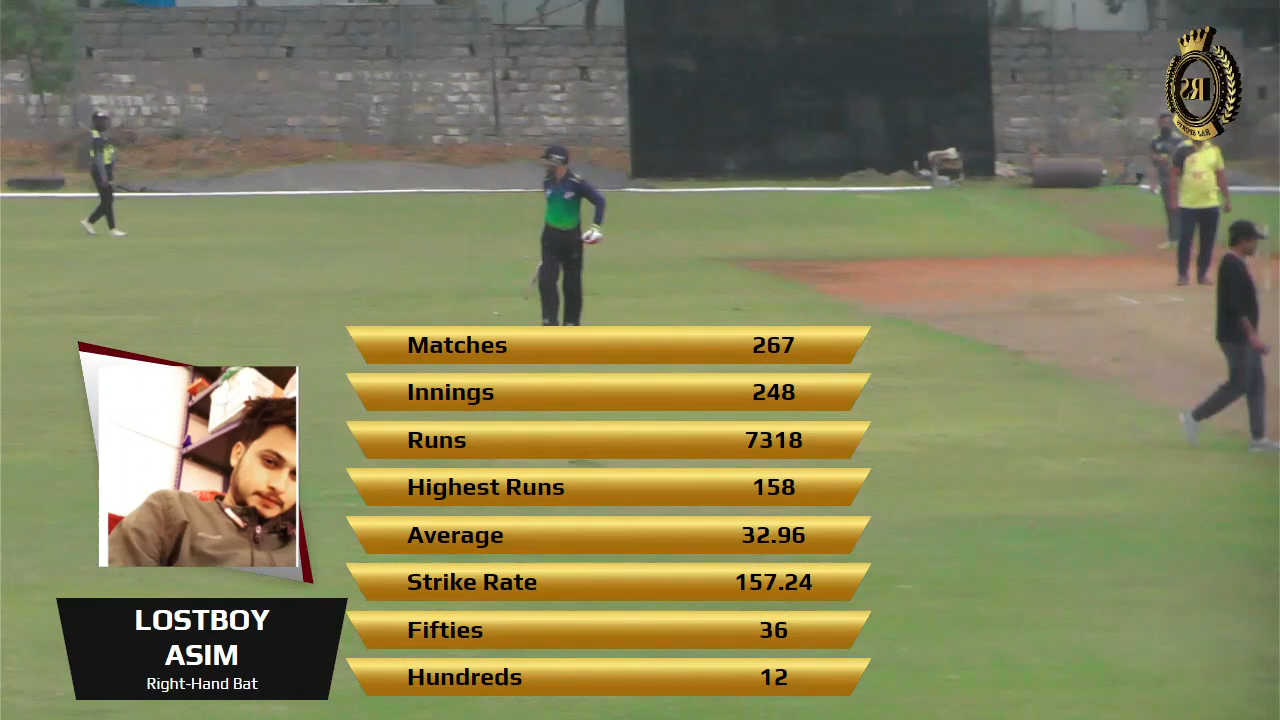 Matches 267
Innings 248
Runs 7318
Highest Runs 158
Average 32.96
Strike Rate 157.24
Fifties 36
Hundreds 12
LOSTBOY
ASIM
Right-Hand Bat